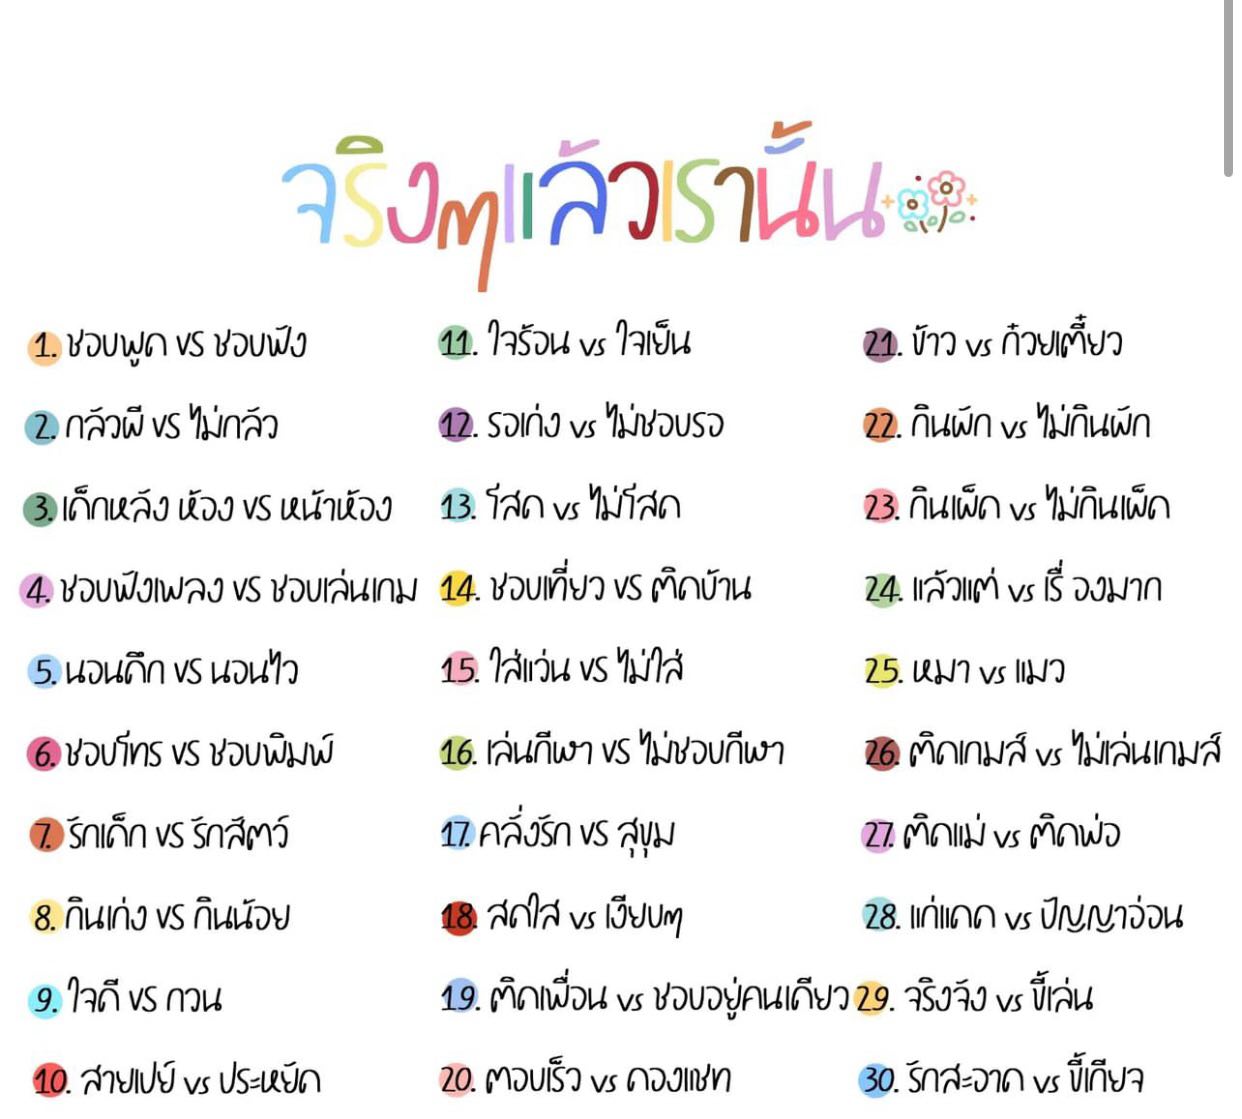 จริงๆแล้วเรานั้น
1. ชอบพูด VS ชอบฟัง
2. กลัวผี VS ไม่กลัว
3. เด็กหลัง ห้อง VS หน้าห้อง
4. ชอบฟังเพลง VS ชอบเล่นเกม
5. นอนดึก VS นอนไว
6. ชอบโทร VS ชอบพิมพ์
7. รักเด็ก VS รักสัตว์
8. กินเก่ง VS กินน้อย
9. ใจดี VS กวน
10. สายเปย์ vs ประหยัด
11. ใจร้อน vs ใจเย็น
12. รอเก่ง vs ไม่ชอบรอ
13. โสด vs ไม่โสด
14. ชอบเที่ยว VS ติดบ้าน
15. ใส่แว่น VS ไม่ใส่
16. เล่นกีฬา VS ไม่ชอบกีฬา
17. คลั่งรัก VS สุขุม
18. สดใส vs เงียบๆ
19. ติดเพื่อน vs ชอบอยู่คนเดียว
20. ตอบเร็ว vs ดองแชท
21. ข้าว vs ก๋วยเตี๋ยว
22. กินผัก vs ไม่กินผัก
23. กินเผ็ด vs ไม่กินเผ็ด
24. แล้วแต่ vs เรื่ องมาก
25. หมา vs แมว
26. ติดเกมส์ vs ไม่เล่นเกมส์
27. ติดแม่ vs ติดพ่อ
28. แก่แดด vs ปัญญาอ่อน
29. จริงจัง vs ขี้เล่น
30. รักสะอาด vs ขี้เกียจ